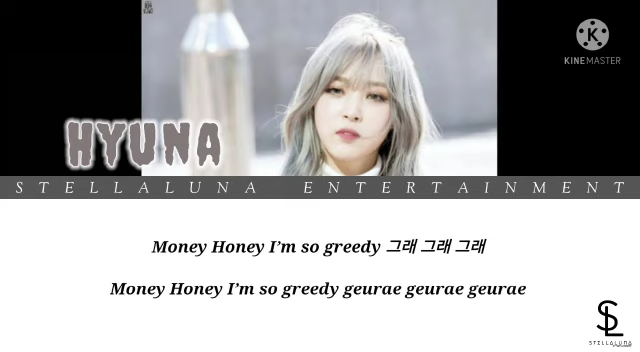 KINEMASTER
HYUNA
STELLALUNA ENTERTAINMENT
Money Honey I'm so greedy 그래 그래 그래
Money Honey I'm so greedy geurae geurae geurae
SL
STELLALUNA